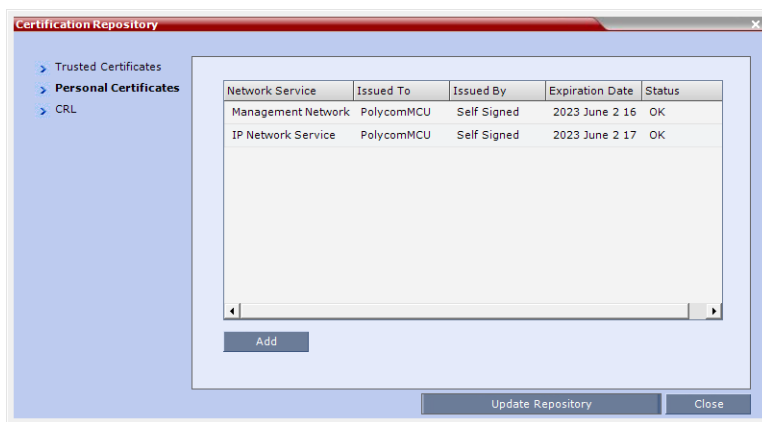 Certification Repository
Trusted Certificates
Personal Certificates
CRL
Network Service Issued To Issued By Expiration Date Status
Management Network PolycomMCU Self Signed 2023 June 2 16 OK
IP Network Service PolycomMCU Self Signed 2023 June 2 17 OK
Add
Update Repository Close